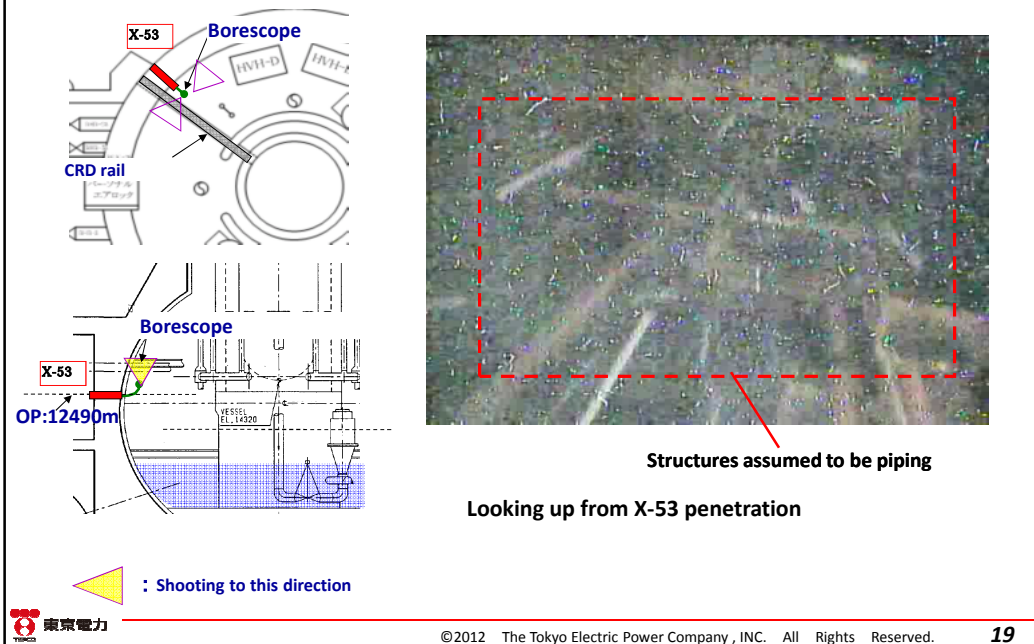 X-53
Borescope
HVH-D
CRD rail
パーソナル
エアロック
Borescope
X-53
OP:12490m
VESSEL
EL.14320
Structures assumed to be piping
Looking up from X-53 penetration
: Shooting to this direction
TEPCO
東京電力
©2012 The Tokyo Electric Power Company , INC. All Rights Reserved.
19